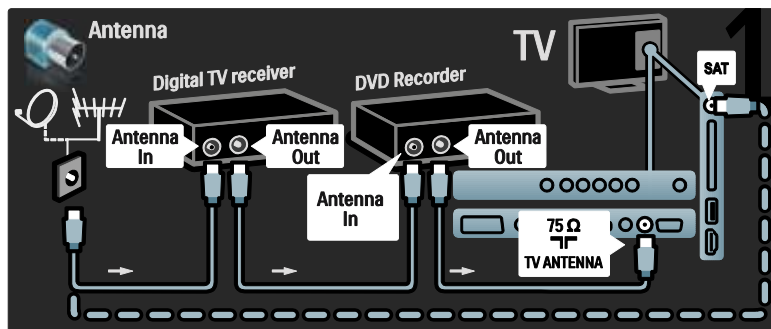 Antenna
TV
1
SAT
Digital TV receiver
DVD Recorder
Antenna
In
Antenna
Out
Antenna
In
Antenna
Out
75 Ω
TV ANTENNA